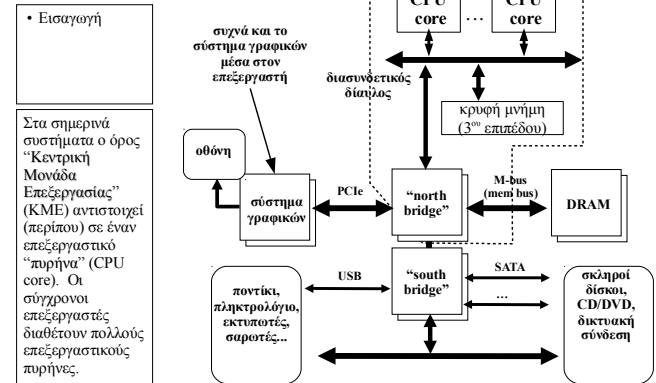 • Εισαγωγή
Στα σημερινά
συστήματα ο όρος
“Κεντρική
Μονάδα
Επεξεργασίας”
(ΚΜΕ) αντιστοιχεί
(περίπου) σε έναν
επεξεργαστικό
“πυρήνα” (CPU
core). Οι
σύγχρονοι
επεξεργαστές
διαθέτουν πολλούς
επεξεργαστικούς
πυρήνες.
συχνά και το
σύστημα γραφικών
μέσα στον
επεξεργαστή
CPU
core
...
CPU
core
διασυνδετικός
δίαυλος
κρυφή μνήμη
(3ου επιπέδου)
οθόνη
σύστημα
γραφικών
PCIe
“north
bridge”
M-bus
(mem bus)
DRAM
“south
bridge”
USB
SATA
...
ποντίκι,
πληκτρολόγιο,
εκτυπωτές,
σαρωτές...
σκληροί
δίσκοι,
CD/DVD,
δικτυακή
σύνδεση